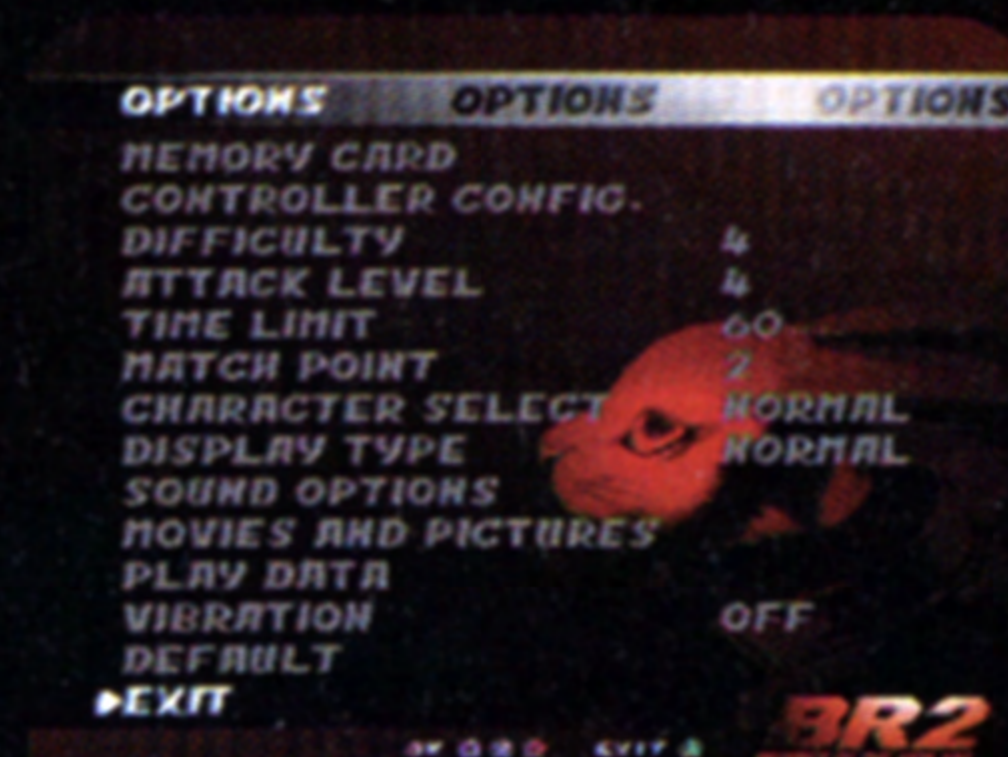 OPTIONS OPTIONS OPTIONS
MEMORY CARD
CONTROLLER CONFIG.
DIFFICULTY 4
ATTACK LEVEL 4
TIME LIMIT 60
MATCH POINT 2
CHARACTER SELECT NORMAL
DISPLAY TYPE NORMAL
SOUND OPTIONS
MOVIES AND PICTURES
PLAY DATA
VIBRATION OFF
DEFAULT
EXIT
BR2
EXIT